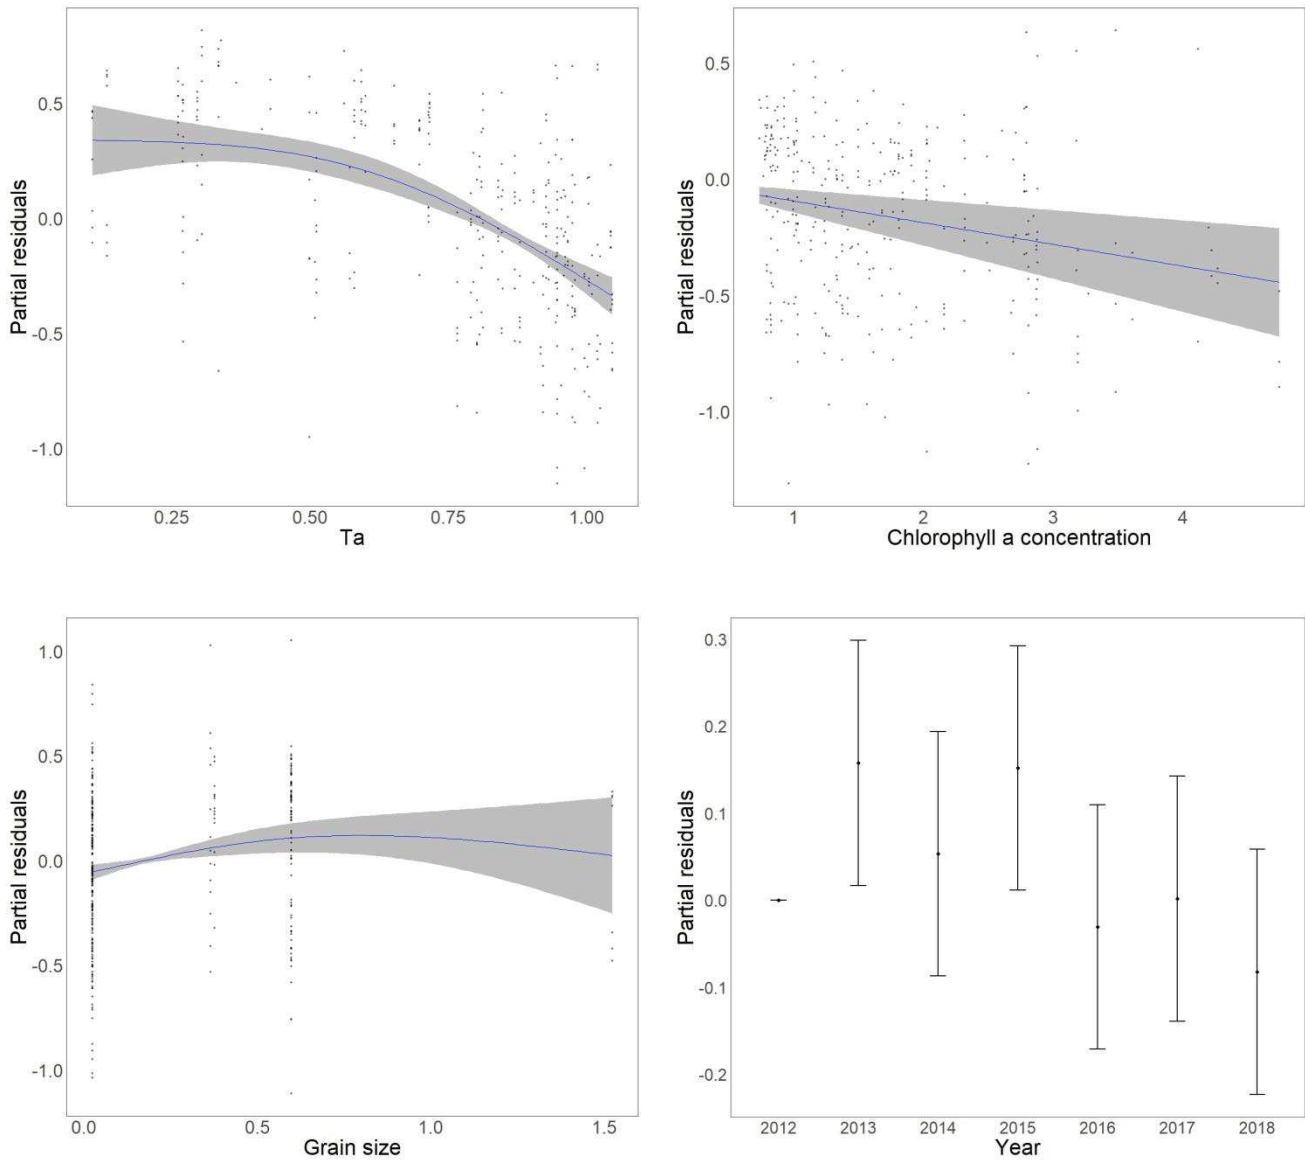 Partial residuals
0.5
0.0
-0.5
-1.0
0.25 0.50 0.75 1.00
Ta
Partial residuals
0.5
0.0
-0.5
-1.0
1 2 3 4
Chlorophyll a concentration
Partial residuals
1.0
0.5
0.0
-0.5
-1.0
0.0 0.5 1.0 1.5
Grain size
Partial residuals
0.3
0.2
0.1
0.0
-0.1
-0.2
2012 2013 2014 2015 2016 2017 2018
Year